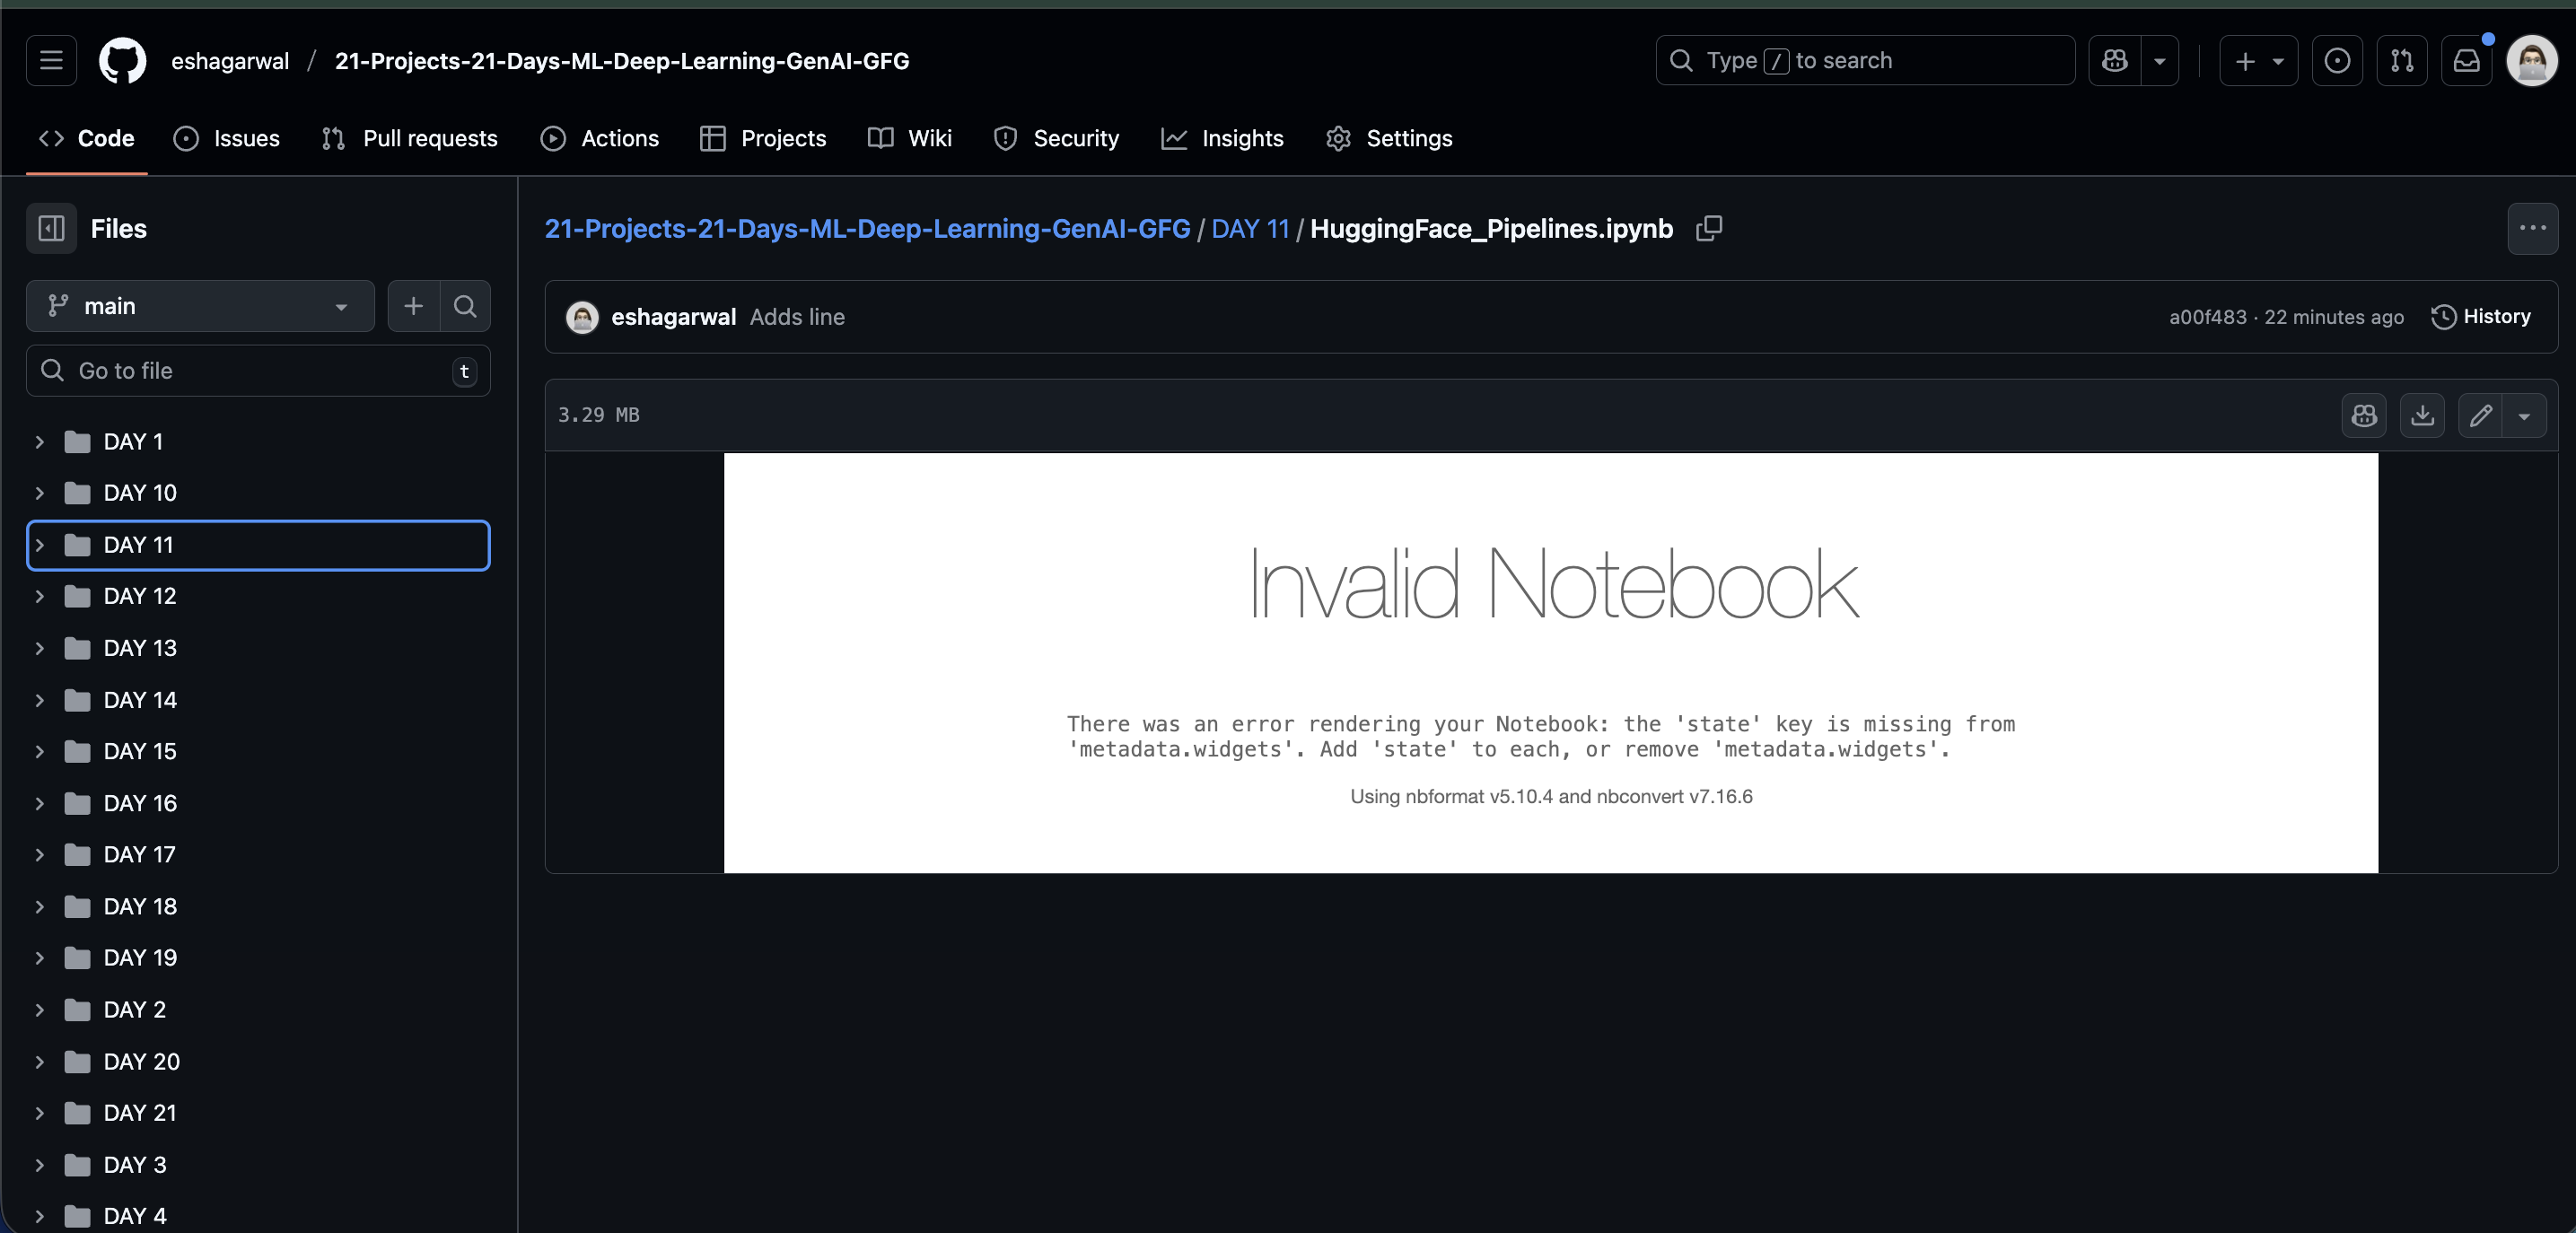 eshagarwal / 21-Projects-21-Days-ML-Deep-Learning-GenAI-GFG
Type / to search
Code
Issues
Pull requests
Actions
Projects
Wiki
Security
Insights
Settings
Files
main
Go to file
t
DAY 1
DAY 10
DAY 11
DAY 12
DAY 13
DAY 14
DAY 15
DAY 16
DAY 17
DAY 18
DAY 19
DAY 2
DAY 20
DAY 21
DAY 3
DAY 4
21-Projects-21-Days-ML-Deep-Learning-GenAI-GFG / DAY 11 / HuggingFace_Pipelines.ipynb
eshagarwal Adds line
a00f483 · 22 minutes ago
History
3.29 MB
Invalid Notebook
There was an error rendering your Notebook: the 'state' key is missing from
'metadata.widgets'. Add 'state' to each, or remove 'metadata.widgets'.
Using nbformat v5.10.4 and nbconvert v7.16.6